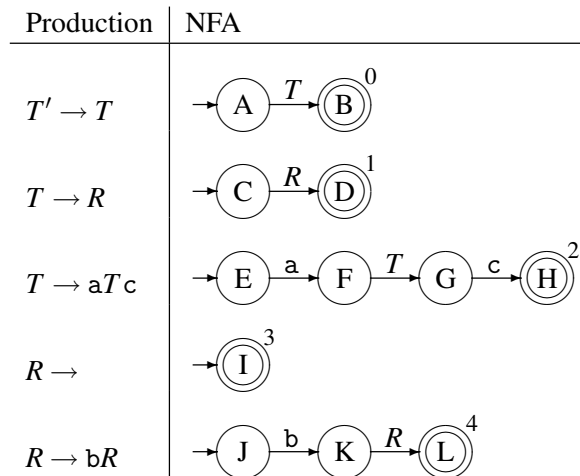 Production NFA
T′ → T A T B 0
T → R C R D 1
T → aTc E a F T G c H 2
R → I 3
R → bR J b K R L 4